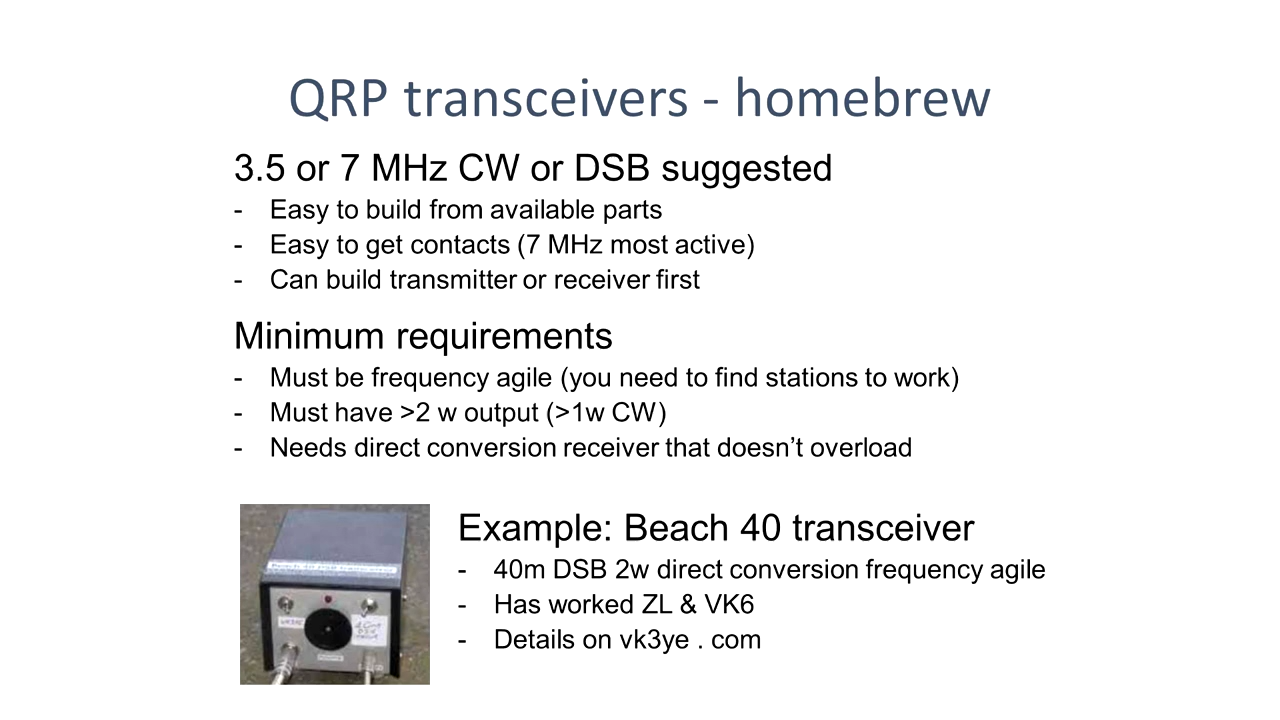 QRP transceivers - homebrew
3.5 or 7 MHz CW or DSB suggested
- Easy to build from available parts
- Easy to get contacts (7 MHz most active)
- Can build transmitter or receiver first
Minimum requirements
- Must be frequency agile (you need to find stations to work)
- Must have >2 w output (>1w CW)
- Needs direct conversion receiver that doesn’t overload
Example: Beach 40 transceiver
- 40m DSB 2w direct conversion frequency agile
- Has worked ZL & VK6
- Details on vk3ye . com